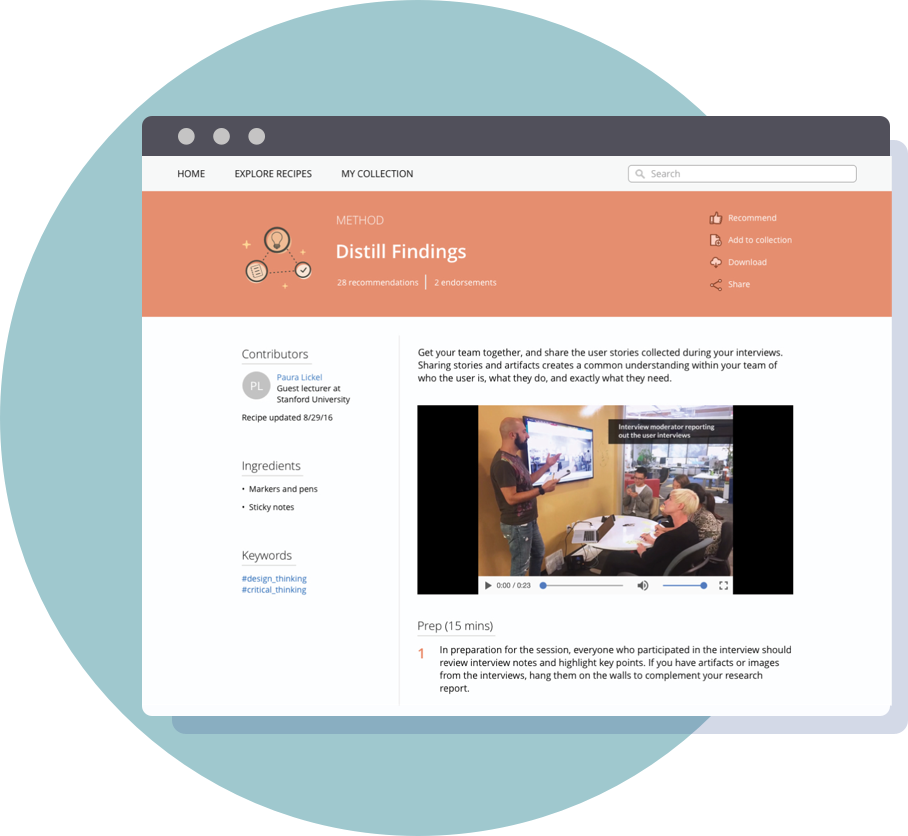 HOME
EXPLORE RECIPES
MY COLLECTION
Search
METHOD
Distill Findings
28 recommendations
2 endorsements
Recommend
Add to collection
Download
Share
Contributors
PL
Paura Lickel
Guest lecturer at
Stanford University
Recipe updated 8/29/16
Ingredients
• Markers and pens
• Sticky notes
Keywords
#design_thinking
#critical_thinking
Get your team together, and share the user stories collected during your interviews.
Sharing stories and artifacts creates a common understanding within your team of
who the user is, what they do, and exactly what they need.
Interview moderator reporting
out the user interviews
0:00 / 0:23
Prep (15 mins)
1 In preparation for the session, everyone who participated in the interview should
review interview notes and highlight key points. If you have artifacts or images
from the interviews, hang them on the walls to complement your research
report.